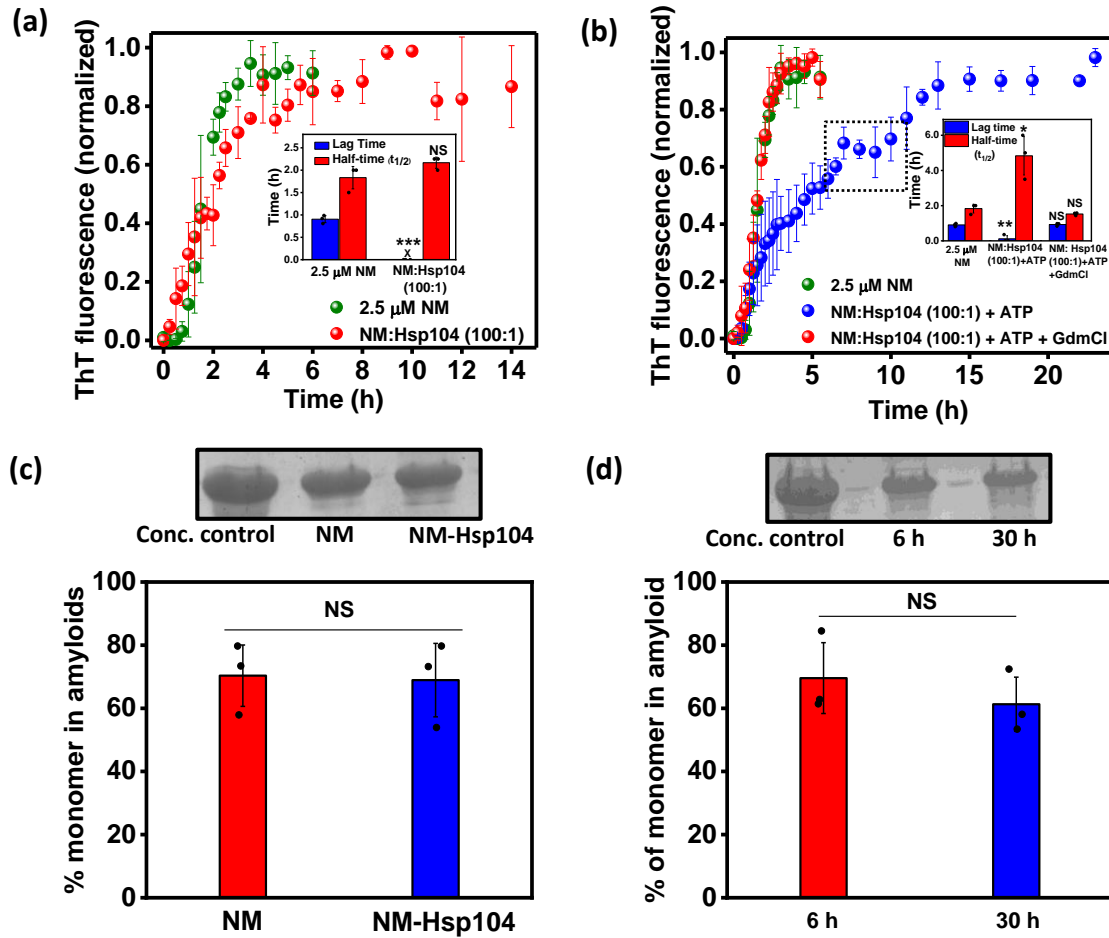 (a)
ThT fluorescence (normalized)
1.0
0.8
0.6
0.4
0.2
0.0
0 2 4 6 8 10 12 14
Time (h)
2.5 μM NM
NM:Hsp104 (100:1)
Time (h)
2.5
2.0
1.5
1.0
0.5
0.0
Lag Time
Half-time (t1/2)
NS
***
X
2.5 μM NM
NM:Hsp104
(100:1)
(b)
ThT fluorescence (normalized)
1.0
0.8
0.6
0.4
0.2
0.0
0 5 10 15 20
Time (h)
2.5 μM NM
NM:Hsp104 (100:1) + ATP
NM:Hsp104 (100:1) + ATP + GdmCl
Time (h)
6.0
4.0
2.0
0.0
Lag time
Half-time
(t1/2)
*
**
NS
NS
2.5 μM
NM
NM:Hsp104
(100:1)+ATP
NM:Hsp104
(100:1)+ATP
+GdmCl
(c)
Conc. control NM NM-Hsp104
% monomer in amyloids
100
80
60
40
20
0
NS
NM NM-Hsp104
(d)
Conc. control 6 h 30 h
% of monomer in amyloid
100
80
60
40
20
0
NS
6 h 30 h